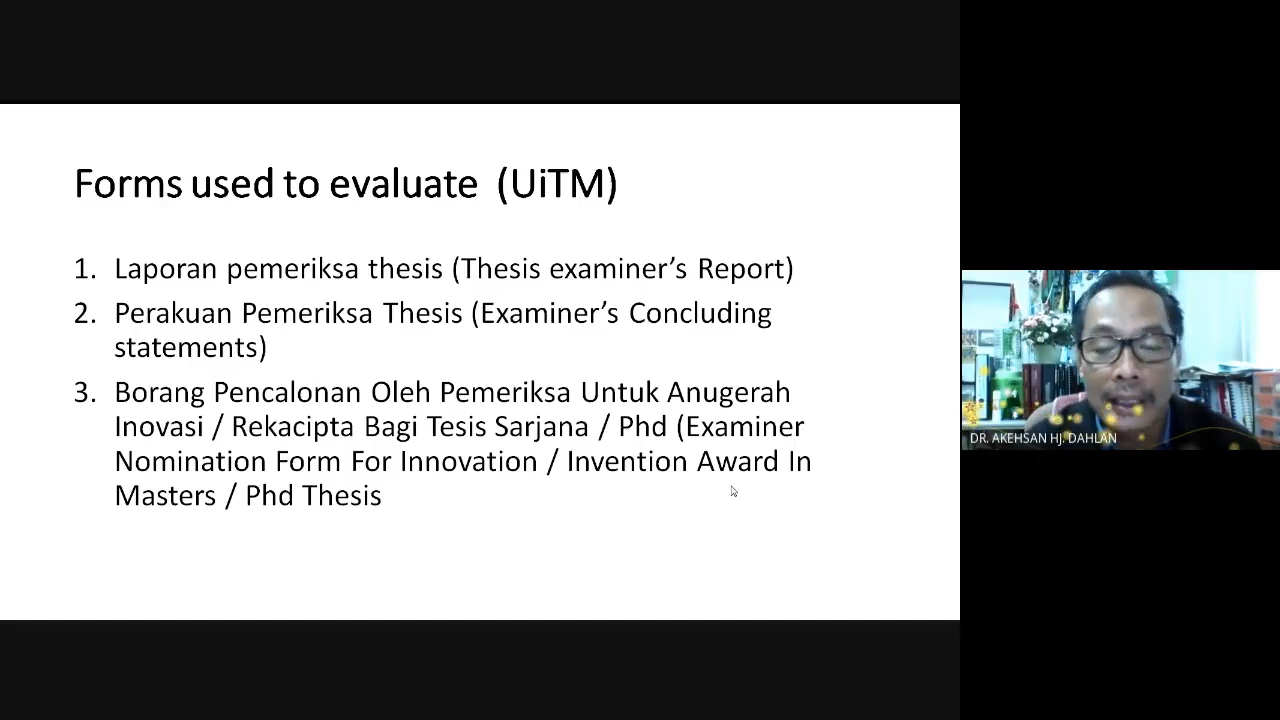 Forms used to evaluate (UiTM)
1. Laporan pemeriksa thesis (Thesis examiner's Report)
2. Perakuan Pemeriksa Thesis (Examiner's Concluding
statements)
3. Borang Pencalonan Oleh Pemeriksa Untuk Anugerah
Inovasi / Rekacipta Bagi Tesis Sarjana / Phd (Examiner
Nomination Form For Innovation / Invention Award In
Masters / Phd Thesis
DR. AKEHSAN HJ. DAHLAN